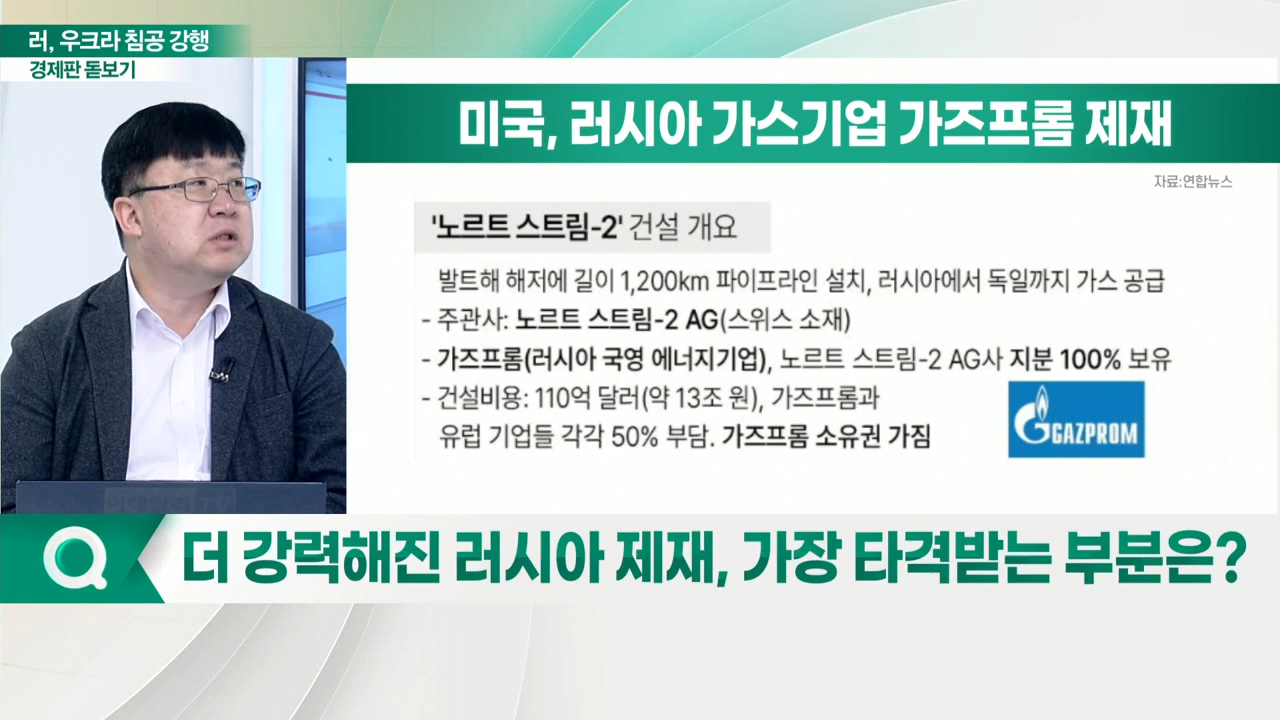 러, 우크라 침공 강행
경제판 돋보기
미국, 러시아 가스기업 가즈프롬 제재
자료:연합뉴스
'노르트 스트림-2' 건설 개요
발트해 해저에 길이 1,200km 파이프라인 설치, 러시아에서 독일까지 가스 공급
- 주관사: 노르트 스트림-2 AG(스위스 소재)
- 가즈프롬(러시아 국영 에너지기업), 노르트 스트림-2 AG사 지분 100% 보유
- 건설비용: 110억 달러(약 13조 원), 가즈프롬과
유럽 기업들 각각 50% 부담. 가즈프롬 소유권 가짐
GAZPROM
Q 더 강력해진 러시아 제재, 가장 타격받는 부분은?